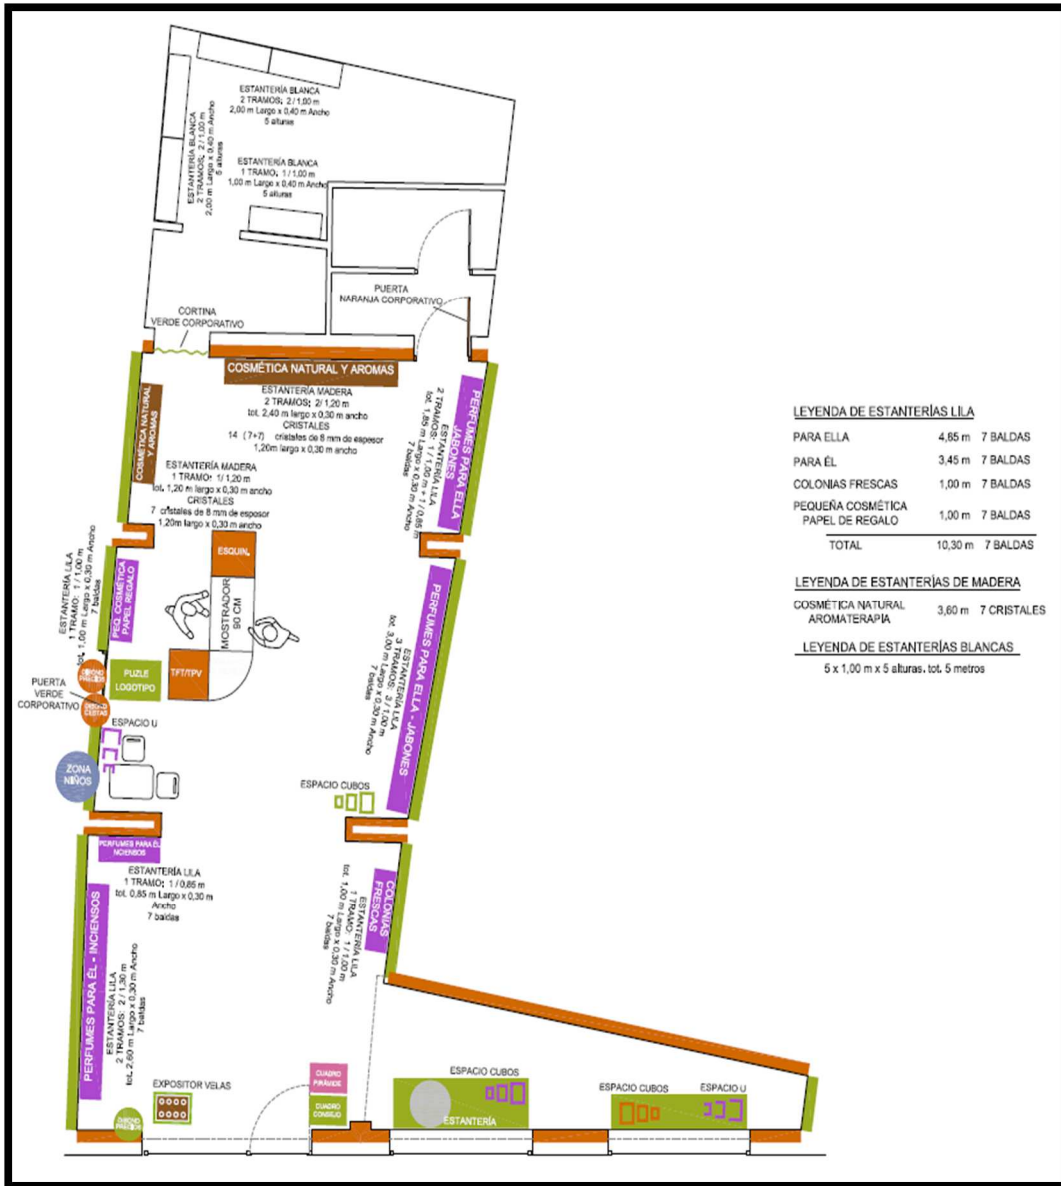 ESTANTERÍA BLANCA
2 TRAMOS: 2/1,00 m
2,00 m Largo x 0,40 m Ancho
5 alturas
ESTANTERÍA BLANCA
2 TRAMOS: 2/1,00 m
2,00 m Largo x 0,40 m Ancho
5 alturas
ESTANTERÍA BLANCA
1 TRAMO: 1/1,00 m
1,00 m Largo x 0,40 m Ancho
5 alturas
PUERTA
NARANJA CORPORATIVO
CORTINA
VERDE CORPORATIVO
COSMÉTICA NATURAL Y AROMAS
ESTANTERÍA MADERA
2 TRAMOS: 2/1,20 m
tot. 2,40 m largo x 0,30 m ancho
CRISTALES
14 (7+7) cristales de 8 mm de espesor
1,20m largo x 0,30 m ancho
COSMÉTICA NATURAL
Y AROMAS
ESTANTERÍA MADERA
1 TRAMO: 1/1,20 m
tot. 1,20 m largo x 0,30 m ancho
CRISTALES
7 cristales de 8 mm de espesor
1,20m largo x 0,30 m ancho
PERFUMES PARA ELLA
JABONES
ESTANTERÍA LILA
2 TRAMOS: 1/1,00 m + 1/0,85 m
tot. 1,85 m Largo x 0,30 m Ancho
7 baldas
ESTANTERÍA LILA
1 TRAMO: 1/1,00 m
tot. 1,00 m Largo x 0,30 m Ancho
7 baldas
PEQ. COSMÉTICA
PAPEL REGALO
ESQUIN.
MOSTRADOR
90 CM
TFT/TPV
PUZLE
LOGOTIPO
PERFUMES PARA ELLA - JABONES
ESTANTERÍA LILA
3 TRAMOS: 3/1,00 m
tot. 3,00 m Largo x 0,30 m Ancho
7 baldas
PUERTA
VERDE
CORPORATIVO
DIBOND
PRECIOS
DIBOND
CESTAS
ESPACIO U
ZONA
NIÑOS
ESPACIO CUBOS
PERFUMES PARA ÉL
INCIENSOS
ESTANTERÍA LILA
1 TRAMO: 1/0,85 m
tot. 0,85 m Largo x 0,30 m
Ancho
7 baldas
PERFUMES PARA ÉL - INCIENSOS
ESTANTERÍA LILA
2 TRAMOS: 2/1,30 m
tot. 2,60 m Largo x 0,30 m Ancho
7 baldas
COLONIAS
FRESCAS
ESTANTERÍA LILA
1 TRAMO: 1/1,00 m
tot. 1,00 m Largo x 0,30 m Ancho
7 baldas
EXPOSITOR VELAS
DIBOND
PRECIOS
CUADRO
PIRÁMIDE
CUADRO
CONSEJO
ESPACIO CUBOS
ESTANTERÍA
ESPACIO CUBOS
ESPACIO U
LEYENDA DE ESTANTERÍAS LILA
PARA ELLA 4,85 m 7 BALDAS
PARA ÉL 3,45 m 7 BALDAS
COLONIAS FRESCAS 1,00 m 7 BALDAS
PEQUEÑA COSMÉTICA
PAPEL DE REGALO 1,00 m 7 BALDAS
TOTAL 10,30 m 7 BALDAS
LEYENDA DE ESTANTERÍAS DE MADERA
COSMÉTICA NATURAL
AROMATERAPIA 3,60 m 7 CRISTALES
LEYENDA DE ESTANTERÍAS BLANCAS
5 x 1,00 m x 5 alturas. tot. 5 metros